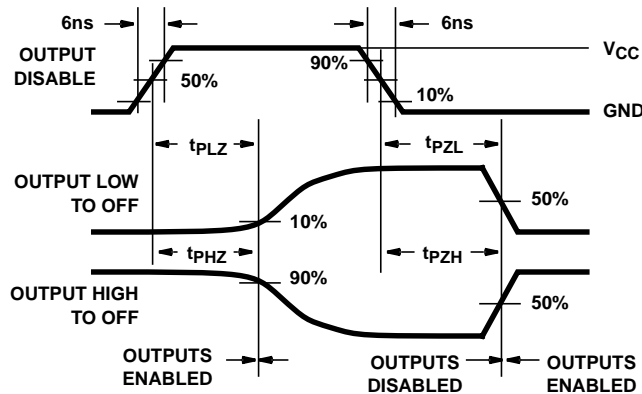 6ns 6ns
OUTPUT
DISABLE
90%
50%
10%
VCC
GND
tPLZ tPZL
OUTPUT LOW
TO OFF
10%
50%
tPHZ tPZH
90%
OUTPUT HIGH
TO OFF
50%
OUTPUTS
ENABLED
OUTPUTS
DISABLED
OUTPUTS
ENABLED